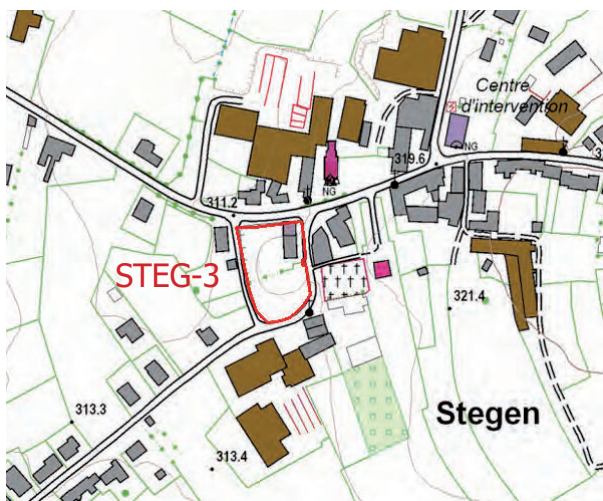 Centre
d'intervention
NG
319.6
NG
311.2
STEG-3
321.4
Stegen
313.3
313.4